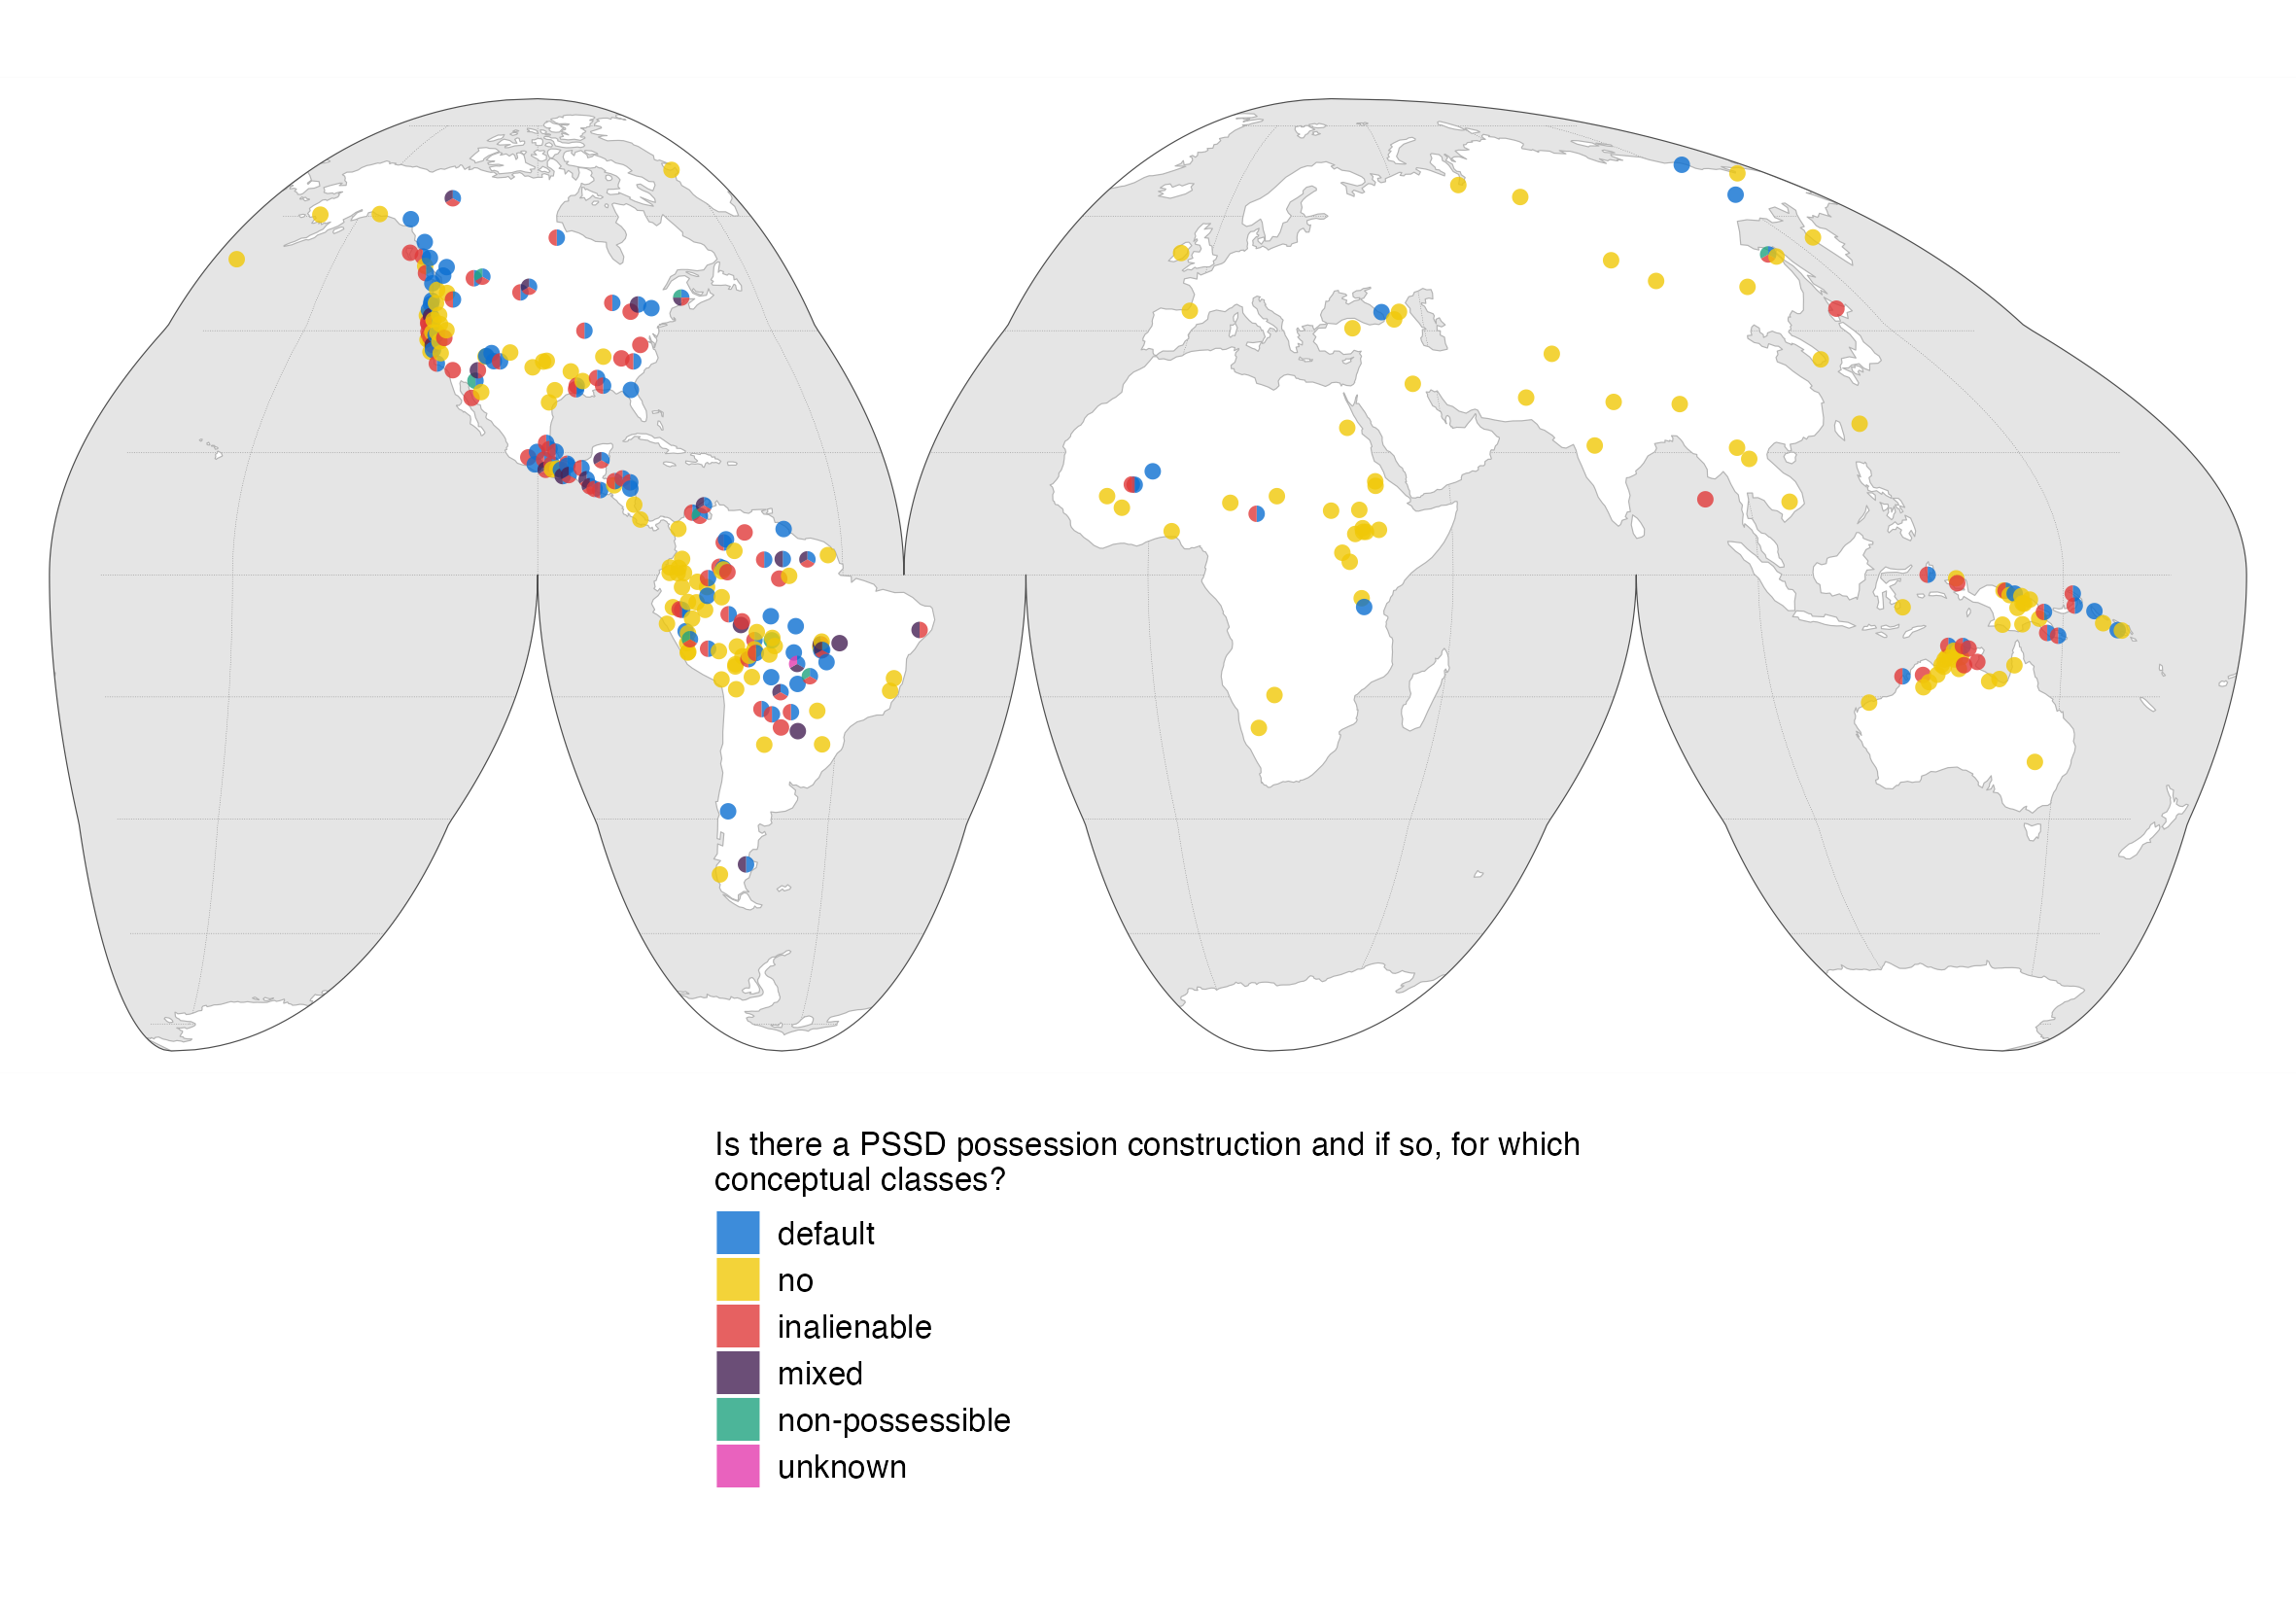 Is there a PSSD possession construction and if so, for which
conceptual classes?
default
no
inalienable
mixed
non-possessible
unknown